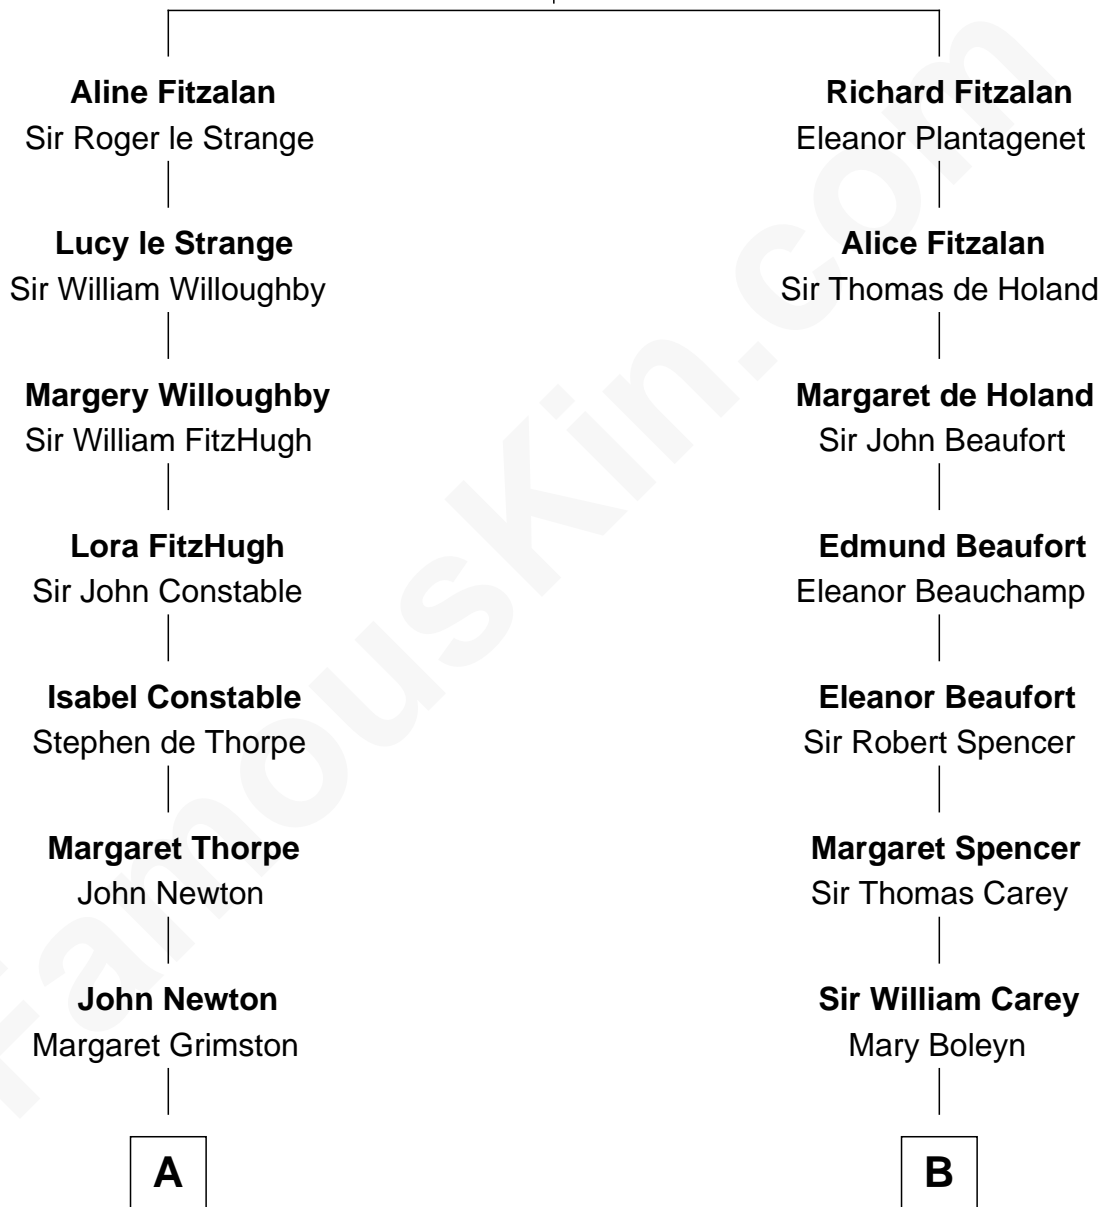 Aline Fitzalan
Sir Roger le Strange
Lucy le Strange
Sir William Willoughby
Margery Willoughby
Sir William FitzHugh
Lora FitzHugh
Sir John Constable
Isabel Constable
Stephen de Thorpe
Margaret Thorpe
John Newton
John Newton
Margaret Grimston
A
Richard Fitzalan
Eleanor Plantagenet
Alice Fitzalan
Sir Thomas de Holand
Margaret de Holand
Sir John Beaufort
Edmund Beaufort
Eleanor Beauchamp
Eleanor Beaufort
Sir Robert Spencer
Margaret Spencer
Sir Thomas Carey
Sir William Carey
Mary Boleyn
B
FamousKin.com